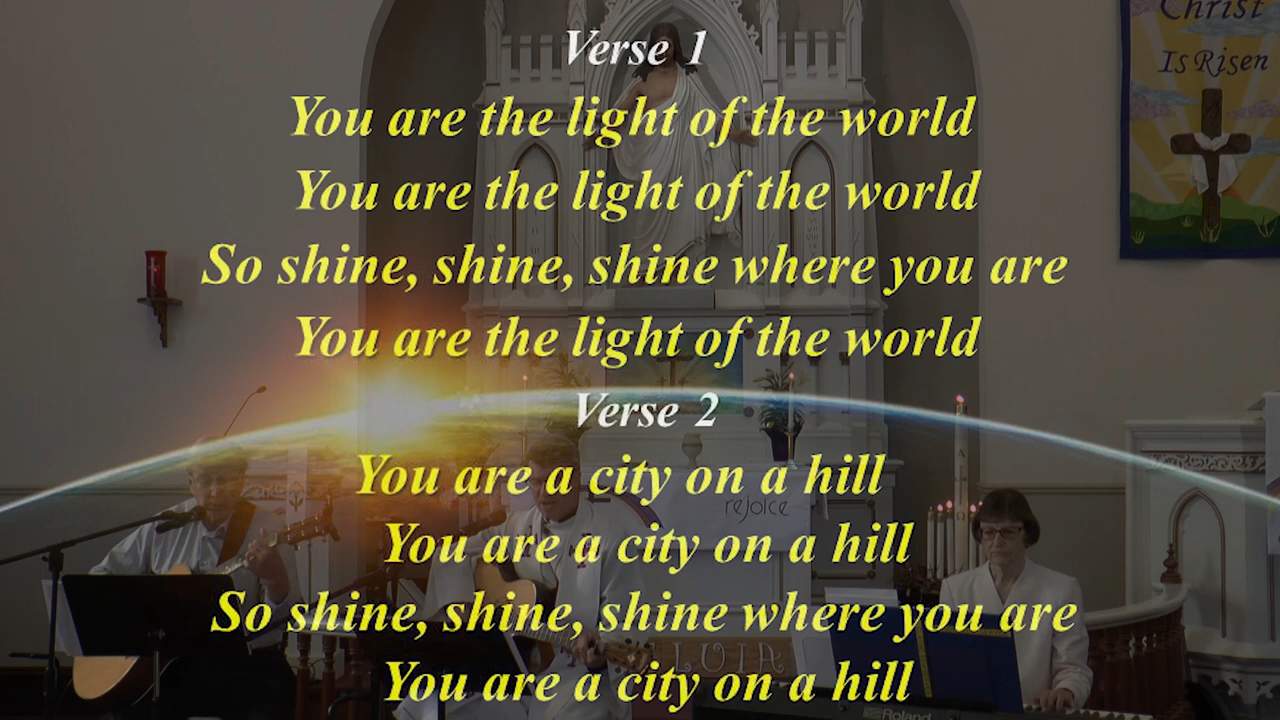 Christ
Is Risen
Verse 1
You are the light of the world
You are the light of the world
So shine, shine, shine where you are
You are the light of the world
Verse 2
You are a city on a hill
You are a city on a hill
rejoice
So shine, shine, shine where you are
LUIA
You are a city on a hill
Roland